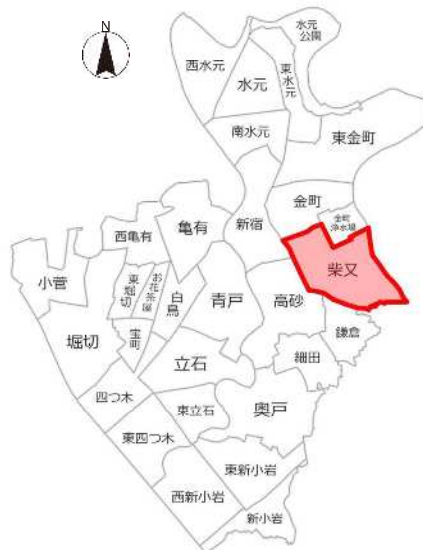 N
水元
公園
西水元
水元
東水元
南水元
東金町
金町
金町
浄水場
新宿
亀有
西亀有
柴又
小菅
東堀切
お花茶屋
白鳥
青戸
高砂
鎌倉
堀切
宝町
立石
細田
四つ木
東立石
奥戸
東四つ木
東新小岩
西新小岩
新小岩